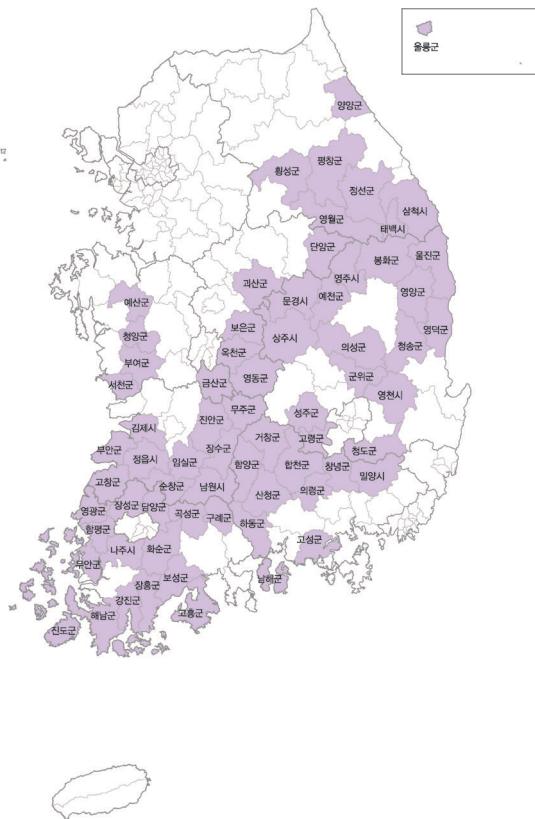 울릉군
양양군
평창군
횡성군
정선군
삼척시
영월군
태백시
단양군
봉화군
울진군
영주시
괴산군
문경시
예천군
영양군
예산군
보은군
상주시
영덕군
청양군
의성군
청송군
옥천군
부여군
영동군
군위군
서천군
금산군
영천시
무주군
성주군
진안군
김제시
거창군
고령군
부안군
장수군
청도군
정읍시
임실군
함양군
합천군
창녕군
밀양시
고창군
순창군
남원시
의령군
산청군
장성군
담양군
영광군
곡성군
구례군
하동군
함평군
고성군
나주시
화순군
무안군
보성군
남해군
장흥군
강진군
해남군
고흥군
진도군